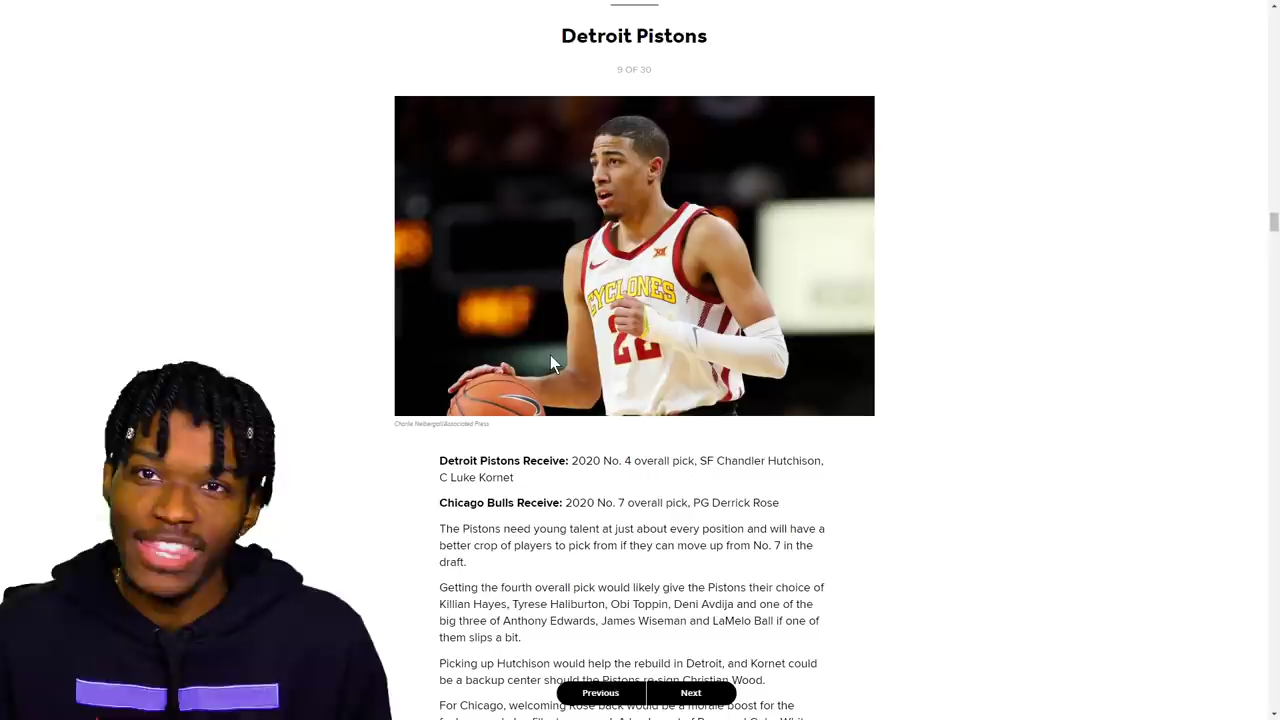 Detroit Pistons
9 OF 30
CYCLONES
22
Charlie Neibergall/Associated Press
Detroit Pistons Receive: 2020 No. 4 overall pick, SF Chandler Hutchison,
C Luke Kornet
Chicago Bulls Receive: 2020 No. 7 overall pick, PG Derrick Rose
The Pistons need young talent at just about every position and will have a
better crop of players to pick from if they can move up from No. 7 in the
draft.
Getting the fourth overall pick would likely give the Pistons their choice of
Killian Hayes, Tyrese Haliburton, Obi Toppin, Deni Avdija and one of the
big three of Anthony Edwards, James Wiseman and LaMelo Ball if one of
them slips a bit.
Picking up Hutchison would help the rebuild in Detroit, and Kornet could
be a backup center should the Pistons re-sign Christian Wood.
Previous
Next
For Chicago, welcoming Rose back would be a morale boost for the